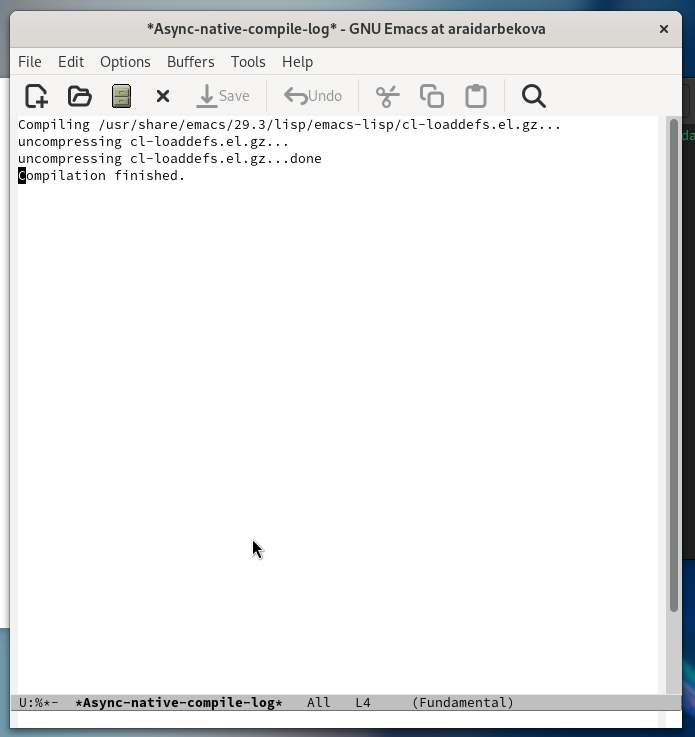 *Async-native-compile-log* - GNU Emacs at araidarbekova
File Edit Options Buffers Tools Help
Save Undo
Compiling /usr/share/emacs/29.3/lisp/emacs-lisp/cl-loaddefs.el.gz...
uncompressing cl-loaddefs.el.gz...
uncompressing cl-loaddefs.el.gz...done
Compilation finished.
U:%*- *Async-native-compile-log* All L4 (Fundamental)